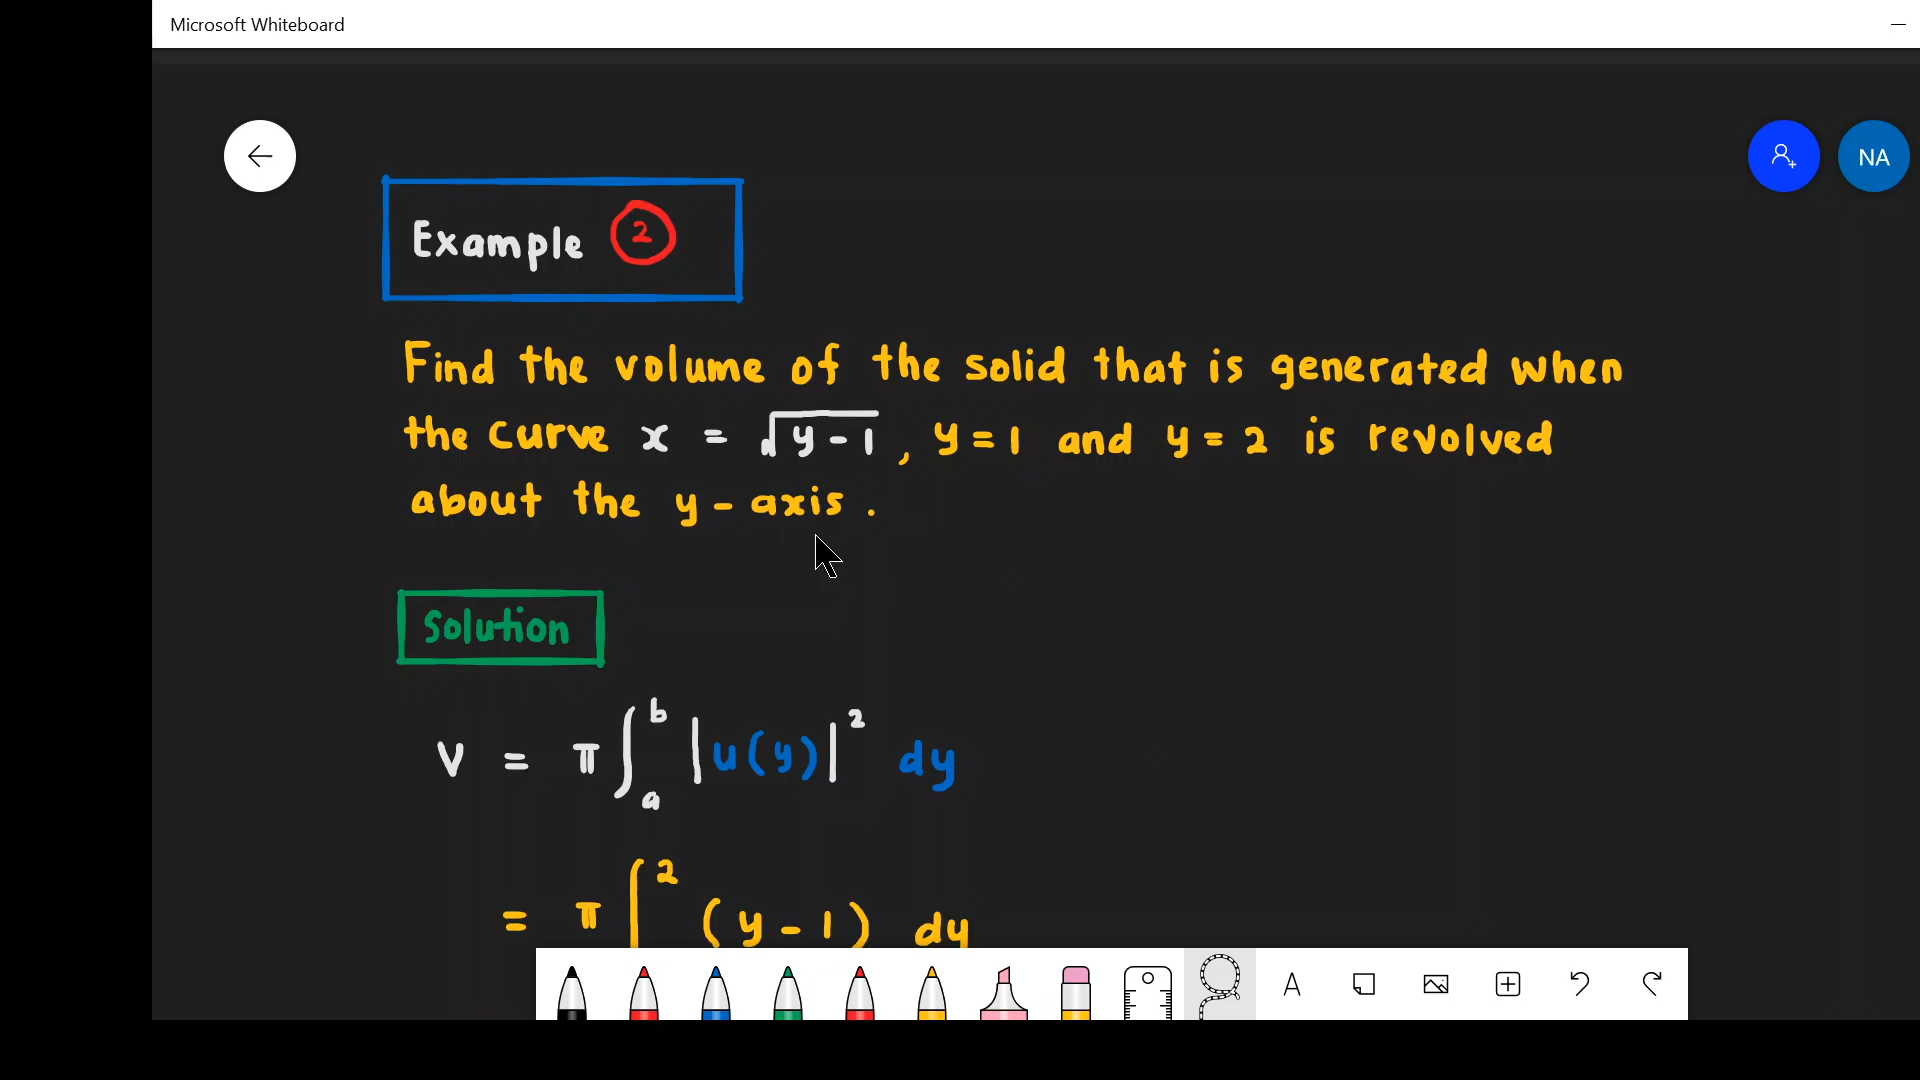 Microsoft Whiteboard
NA
Example 2
Find the volume of the solid that is generated when
the curve x = √(y-1) , y = 1 and y = 2 is revolved
about the y-axis.
Solution
V = π ∫_a^b |u(y)|² dy
= π ∫² (y-1) dy
A